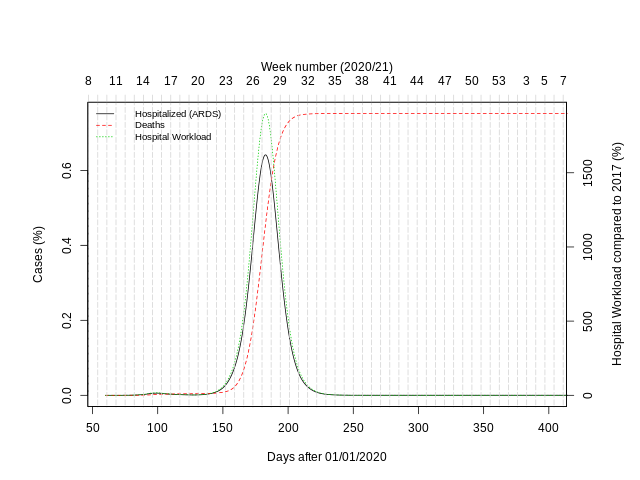 Week number (2020/21)
8 11 14 17 20 23 26 29 32 35 38 41 44 47 50 53 3 5 7
Hospitalized (ARDS)
Deaths
Hospital Workload
Cases (%)
0.0 0.2 0.4 0.6
Hospital Workload compared to 2017 (%)
0 500 1000 1500
50 100 150 200 250 300 350 400
Days after 01/01/2020